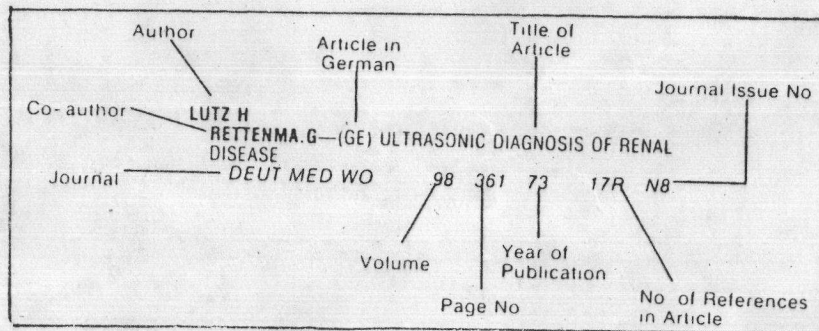 Author
Article in
German
Title of
Article
Journal Issue No
Co-author
LUTZ H
RETTENMA.G—(GE) ULTRASONIC DIAGNOSIS OF RENAL
DISEASE
Journal
DEUT MED WO 98 361 73 17R N8
Volume
Page No
Year of
Publication
No of References
in Article